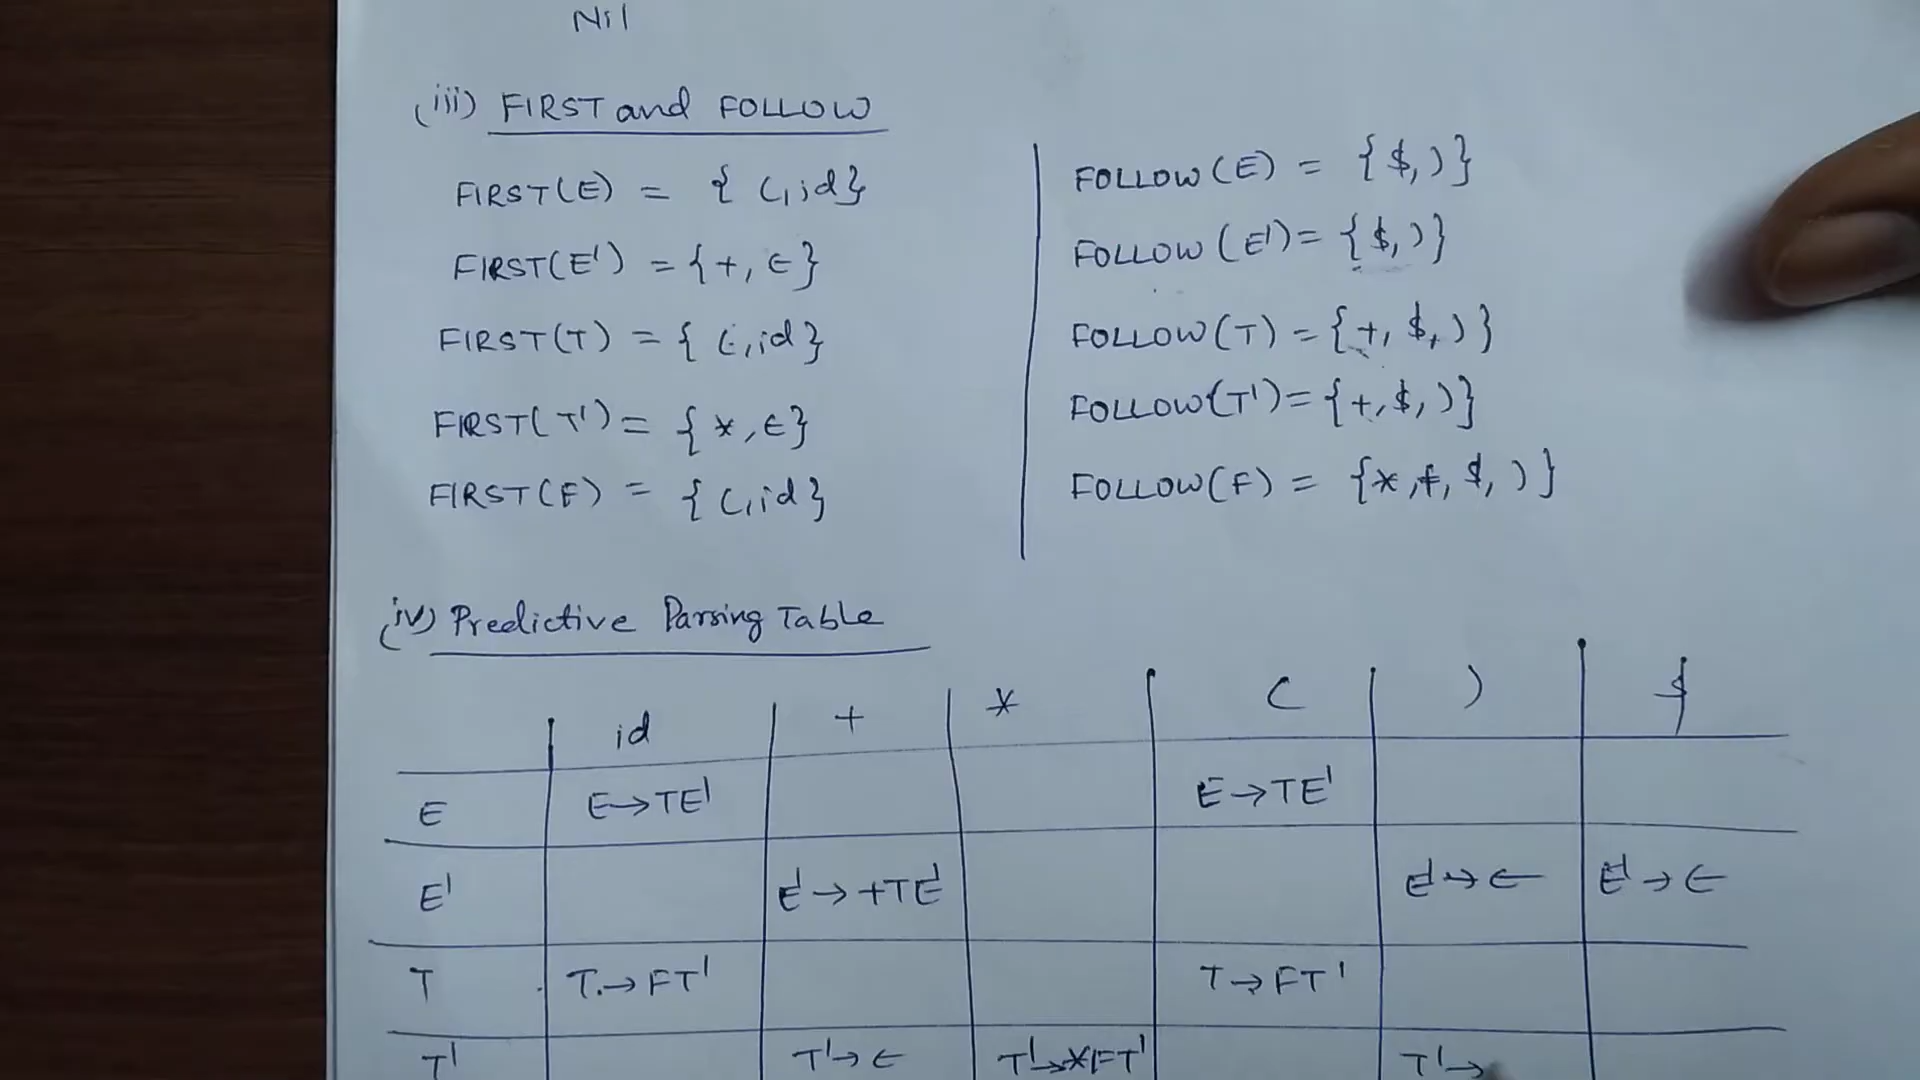 Nil
(iii) FIRST and FOLLOW
FIRST(E) = { (, id}
FIRST(E') = {+, ∈}
FIRST(T) = { (, id}
FIRST(T') = {*, ∈}
FIRST(F) = { (, id}
FOLLOW(E) = {$, )}
FOLLOW(E') = {$, )}
FOLLOW(T) = {+, $, )}
FOLLOW(T') = {+, $, )}
FOLLOW(F) = {*, +, $, )}
(iv) Predictive Parsing Table
id + * ( ) $
E E→TE' E→TE'
E' E'→+TE' E'→∈ E'→∈
T T→FT' T→FT'
T' T'→∈ T'→*FT' T'→